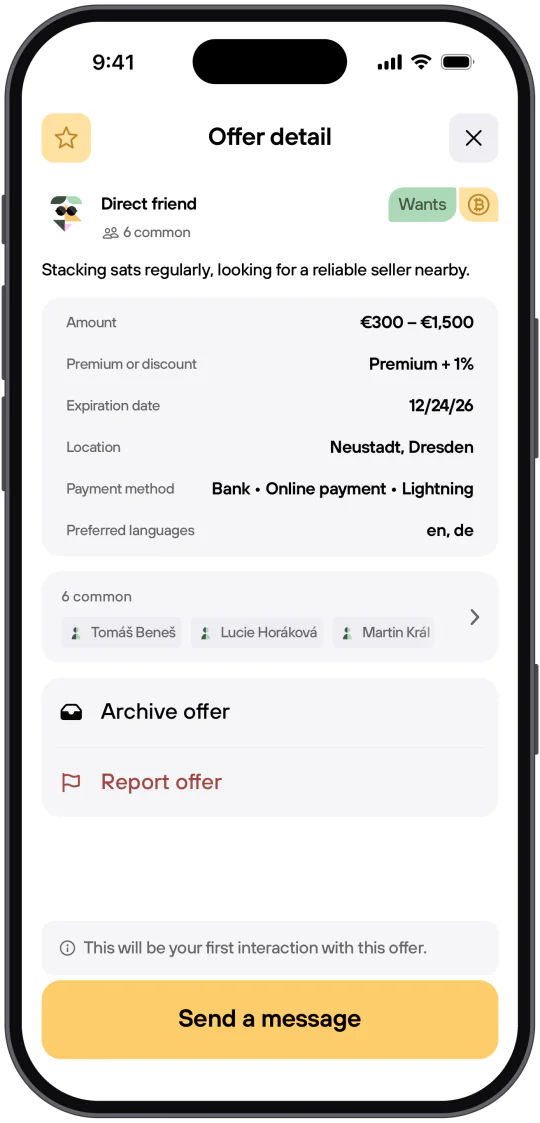 9:41
Offer detail
Direct friend
Wants
6 common
Stacking sats regularly, looking for a reliable seller nearby.
Amount €300 – €1,500
Premium or discount Premium + 1%
Expiration date 12/24/26
Location Neustadt, Dresden
Payment method Bank • Online payment • Lightning
Preferred languages en, de
6 common
Tomáš Beneš Lucie Horáková Martin Král
Archive offer
Report offer
This will be your first interaction with this offer.
Send a message